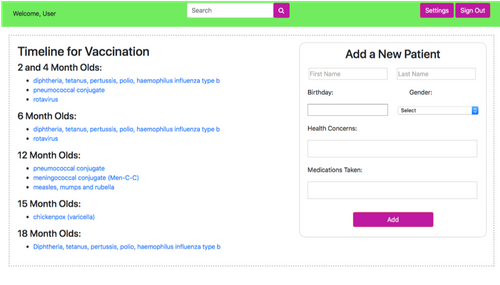 Welcome, User
Search
Settings
Sign Out
Timeline for Vaccination
2 and 4 Month Olds:
diphtheria, tetanus, pertussis, polio, haemophilus influenza type b
pneumococcal conjugate
rotavirus
6 Month Olds:
diphtheria, tetanus, pertussis, polio, haemophilus influenza type b
rotavirus
12 Month Olds:
pneumococcal conjugate
meningococcal conjugate (Men-C-C)
measles, mumps and rubella
15 Month Olds:
chickenpox (varicella)
18 Month Olds:
Diphtheria, tetanus, pertussis, polio, haemophilus influenza type b
Add a New Patient
First Name
Last Name
Birthday:
Gender:
Select
Health Concerns:
Medications Taken:
Add